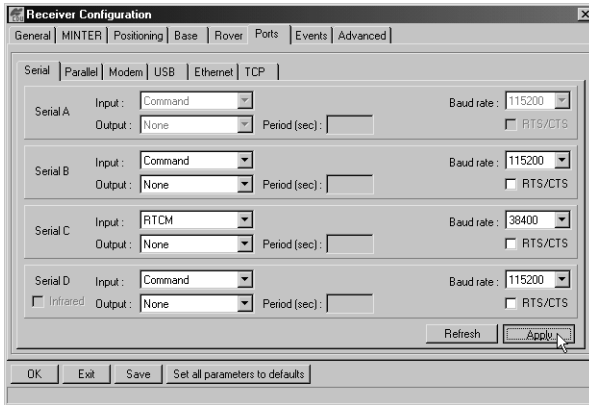 Receiver Configuration
General MINTER Positioning Base Rover Ports Events Advanced
Serial Parallel Modem USB Ethernet TCP
Serial A Input : Command Baud rate : 115200
Output : None Period (sec) : RTS/CTS
Serial B Input : Command Baud rate : 115200
Output : None Period (sec) : RTS/CTS
Serial C Input : RTCM Baud rate : 38400
Output : None Period (sec) : RTS/CTS
Serial D Input : Command Baud rate : 115200
Infrared Output : None Period (sec) : RTS/CTS
Refresh Apply
OK Exit Save Set all parameters to defaults